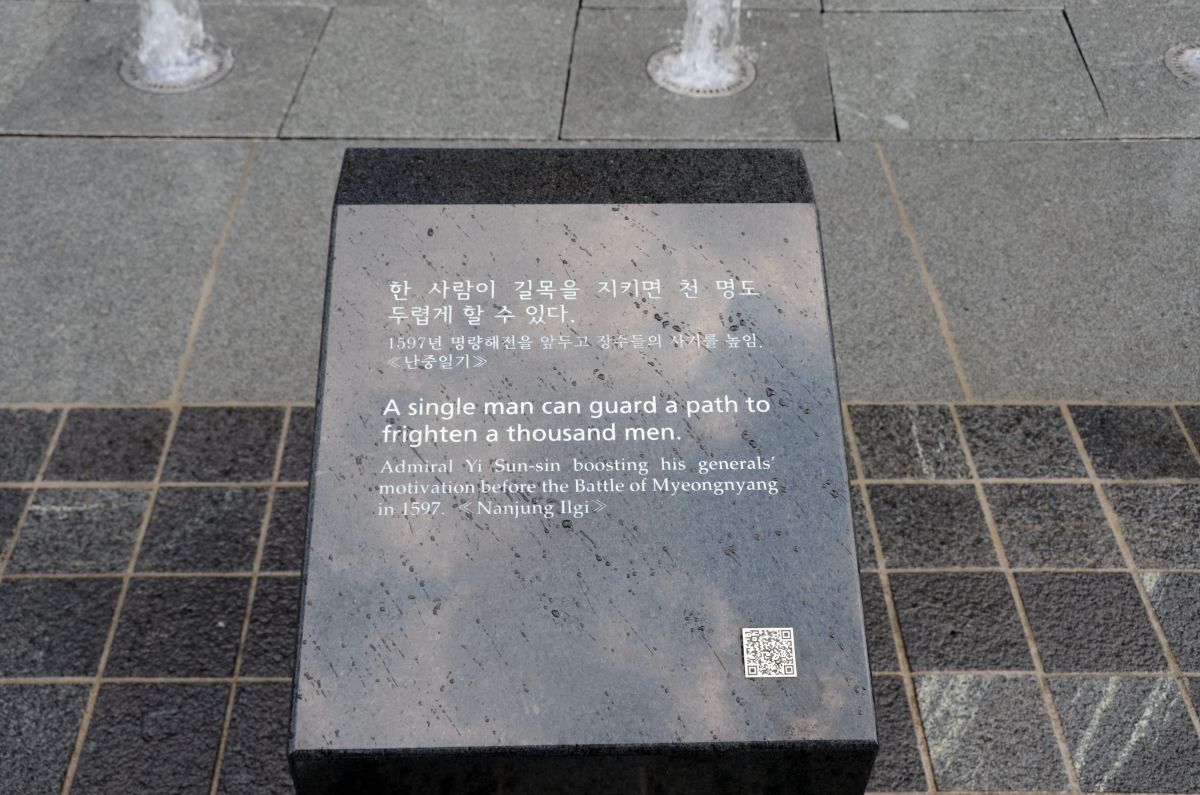 한 사람이 길목을 지키면 천 명도
두렵게 할 수 있다.
1597년 명량해전을 앞두고 장수들의 사기를 높임.
≪난중일기≫
A single man can guard a path to
frighten a thousand men.
Admiral Yi Sun-sin boosting his generals'
motivation before the Battle of Myeongnyang
in 1597. ≪Nanjung Ilgi≫